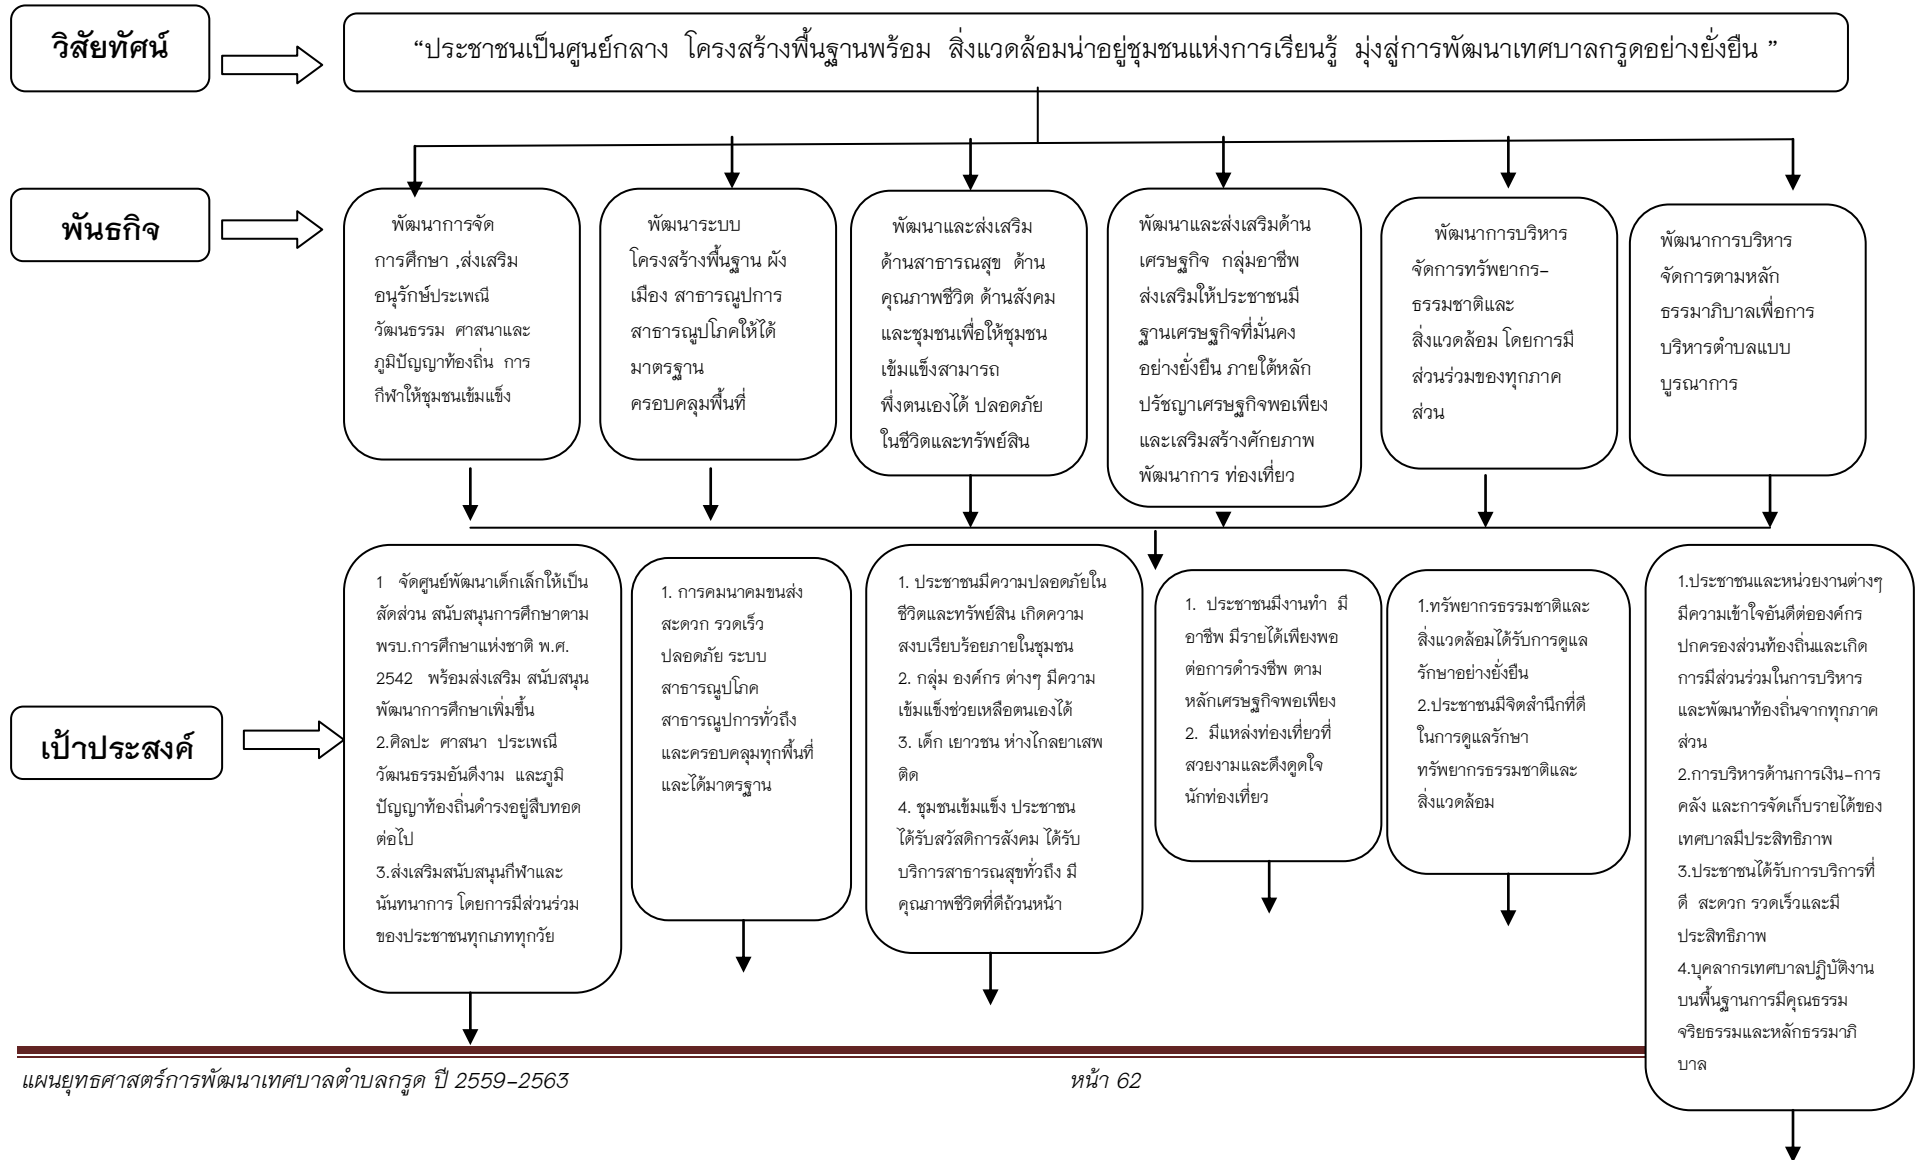 วิสัยทัศน์
“ประชาชนเป็นศูนย์กลาง โครงสร้างพื้นฐานพร้อม สิ่งแวดล้อมน่าอยู่ชุมชนแห่งการเรียนรู้ มุ่งสู่การพัฒนาเทศบาลกรูดอย่างยั่งยืน ”
พันธกิจ
พัฒนาการจัด
การศึกษา ,ส่งเสริม
อนุรักษ์ประเพณี
วัฒนธรรม ศาสนาและ
ภูมิปัญญาท้องถิ่น การ
กีฬาให้ชุมชนเข้มแข็ง
พัฒนาระบบ
โครงสร้างพื้นฐาน ผัง
เมือง สาธารณูปการ
สาธารณูปโภคให้ได้
มาตรฐาน
ครอบคลุมพื้นที่
พัฒนาและส่งเสริม
ด้านสาธารณสุข ด้าน
คุณภาพชีวิต ด้านสังคม
และชุมชนเพื่อให้ชุมชน
เข้มแข็งสามารถ
พึ่งตนเองได้ ปลอดภัย
ในชีวิตและทรัพย์สิน
พัฒนาและส่งเสริมด้าน
เศรษฐกิจ กลุ่มอาชีพ
ส่งเสริมให้ประชาชนมี
ฐานเศรษฐกิจที่มั่นคง
อย่างยั่งยืน ภายใต้หลัก
ปรัชญาเศรษฐกิจพอเพียง
และเสริมสร้างศักยภาพ
พัฒนาการ ท่องเที่ยว
พัฒนาการบริหาร
จัดการทรัพยากร-
ธรรมชาติและ
สิ่งแวดล้อม โดยการมี
ส่วนร่วมของทุกภาค
ส่วน
พัฒนาการบริหาร
จัดการตามหลัก
ธรรมาภิบาลเพื่อการ
บริหารตำบลแบบ
บูรณาการ
เป้าประสงค์
1 จัดศูนย์พัฒนาเด็กเล็กให้เป็น
สัดส่วน สนับสนุนการศึกษาตาม
พรบ.การศึกษาแห่งชาติ พ.ศ.
2542 พร้อมส่งเสริม สนับสนุน
พัฒนาการศึกษาเพิ่มขึ้น
2.ศิลปะ ศาสนา ประเพณี
วัฒนธรรมอันดีงาม และภูมิ
ปัญญาท้องถิ่นดำรงอยู่สืบทอด
ต่อไป
3.ส่งเสริมสนับสนุนกีฬาและ
นันทนาการ โดยการมีส่วนร่วม
ของประชาชนทุกเภททุกวัย
1. การคมนาคมขนส่ง
สะดวก รวดเร็ว
ปลอดภัย ระบบ
สาธารณูปโภค
สาธารณูปการทั่วถึง
และครอบคลุมทุกพื้นที่
และได้มาตรฐาน
1. ประชาชนมีความปลอดภัยใน
ชีวิตและทรัพย์สิน เกิดความ
สงบเรียบร้อยภายในชุมชน
2. กลุ่ม องค์กร ต่างๆ มีความ
เข้มแข็งช่วยเหลือตนเองได้
3. เด็ก เยาวชน ห่างไกลยาเสพ
ติด
4. ชุมชนเข้มแข็ง ประชาชน
ได้รับสวัสดิการสังคม ได้รับ
บริการสาธารณสุขทั่วถึง มี
คุณภาพชีวิตที่ดีถ้วนหน้า
1. ประชาชนมีงานทำ มี
อาชีพ มีรายได้เพียงพอ
ต่อการดำรงชีพ ตาม
หลักเศรษฐกิจพอเพียง
2. มีแหล่งท่องเที่ยวที่
สวยงามและดึงดูดใจ
นักท่องเที่ยว
1.ทรัพยากรธรรมชาติและ
สิ่งแวดล้อมได้รับการดูแล
รักษาอย่างยั่งยืน
2.ประชาชนมีจิตสำนึกที่ดี
ในการดูแลรักษา
ทรัพยากรธรรมชาติและ
สิ่งแวดล้อม
1.ประชาชนและหน่วยงานต่างๆ
มีความเข้าใจอันดีต่อองค์กร
ปกครองส่วนท้องถิ่นและเกิด
การมีส่วนร่วมในการบริหาร
และพัฒนาท้องถิ่นจากทุกภาค
ส่วน
2.การบริหารด้านการเงิน-การ
คลัง และการจัดเก็บรายได้ของ
เทศบาลมีประสิทธิภาพ
3.ประชาชนได้รับการบริการที่
ดี สะดวก รวดเร็วและมี
ประสิทธิภาพ
4.บุคลากรเทศบาลปฏิบัติงาน
บนพื้นฐานการมีคุณธรรม
จริยธรรมและหลักธรรมาภิ
บาล
แผนยุทธศาสตร์การพัฒนาเทศบาลตำบลกรูด ปี 2559-2563
หน้า 62